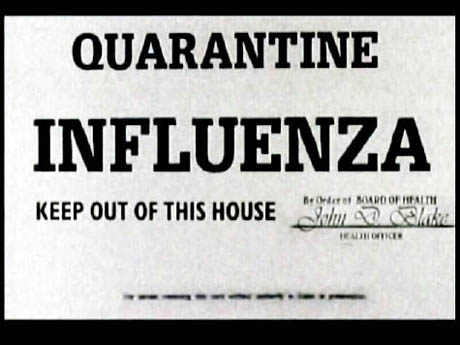 QUARANTINE
INFLUENZA
KEEP OUT OF THIS HOUSE
By Order of BOARD OF HEALTH
John D. Blake
HEALTH OFFICER